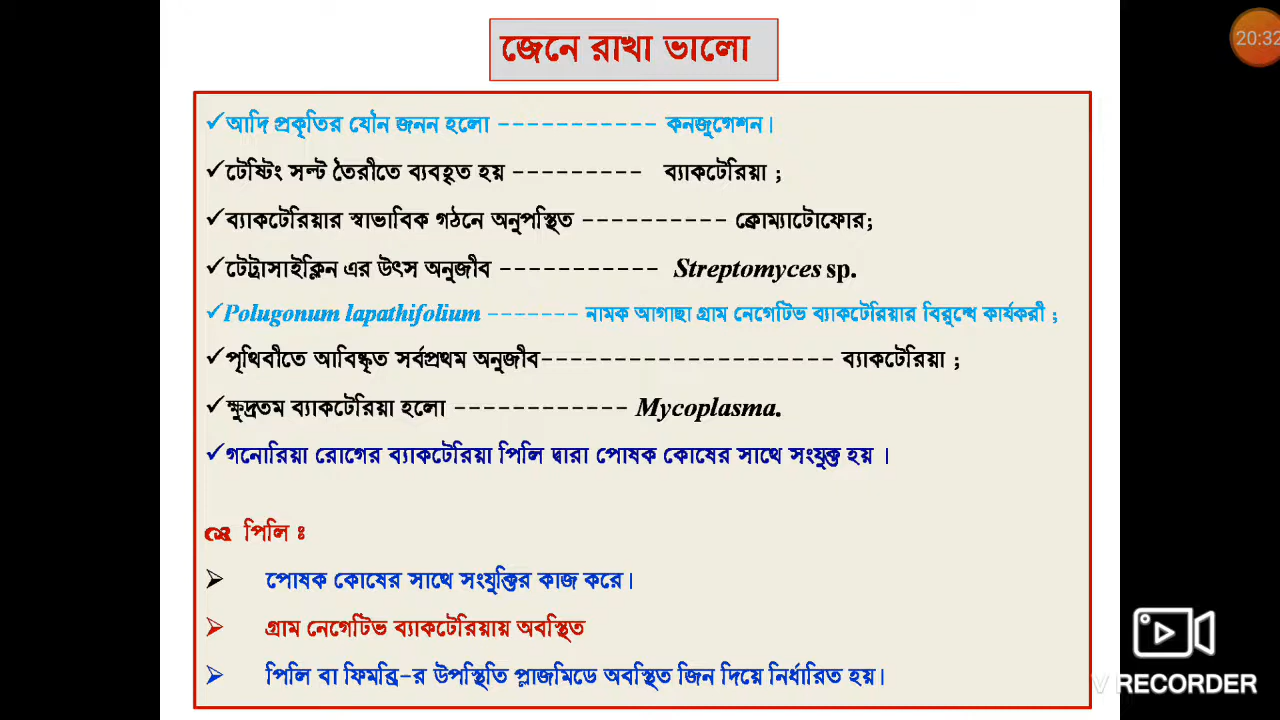 জেনে রাখা ভালো
20:32
✓আদি প্রকৃতির যৌন জনন হলো ----------- কনজুগেশন।
✓টেষ্টিং সল্ট তৈরীতে ব্যবহৃত হয় --------- ব্যাকটেরিয়া ;
✓ব্যাকটেরিয়ার স্বাভাবিক গঠনে অনুপস্থিত ---------- ক্রোম্যাটোফোর;
✓টেট্রাসাইক্লিন এর উৎস অনুজীব ----------- Streptomyces sp.
✓Polugonum lapathifolium ------- নামক আগাছা গ্রাম নেগেটিভ ব্যাকটেরিয়ার বিরুদ্ধে কার্যকরী ;
✓পৃথিবীতে আবিষ্কৃত সর্বপ্রথম অনুজীব-------------------- ব্যাকটেরিয়া ;
✓ক্ষুদ্রতম ব্যাকটেরিয়া হলো ------------ Mycoplasma.
✓গনোরিয়া রোগের ব্যাকটেরিয়া পিলি দ্বারা পোষক কোষের সাথে সংযুক্ত হয় ।
পিলি ঃ
➢ পোষক কোষের সাথে সংযুক্তির কাজ করে।
➢ গ্রাম নেগেটিভ ব্যাকটেরিয়ায় অবস্থিত
➢ পিলি বা ফিমব্রি-র উপস্থিতি প্লাজমিডে অবস্থিত জিন দিয়ে নির্ধারিত হয়।
V RECORDER